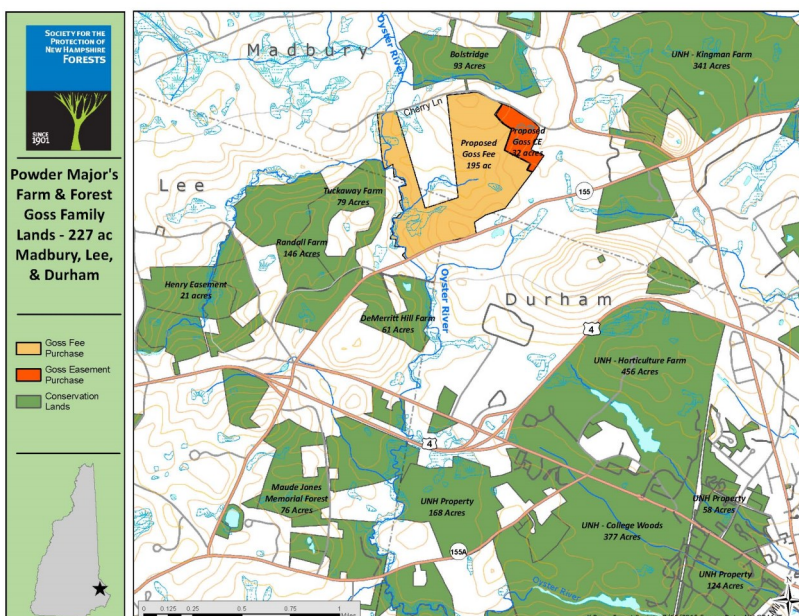 SOCIETY FOR THE
PROTECTION OF
NEW HAMPSHIRE
FORESTS
SINCE
1901
Powder Major's
Farm & Forest
Goss Family
Lands - 227 ac
Madbury, Lee,
& Durham
Goss Fee
Purchase
Goss Easement
Purchase
Conservation
Lands
Madbury
Oyster River
Bolstridge
93 Acres
UNH - Kingman Farm
341 Acres
Cherry Ln
Proposed
Goss Fee
195 ac
Proposed
Goss CE
32 acres
Lee
Tuckaway Farm
79 Acres
155
Randall Farm
146 Acres
Henry Easement
21 acres
Oyster River
Durham
DeMerritt Hill Farm
61 Acres
4
UNH - Horticulture Farm
456 Acres
4
Maude Jones
Memorial Forest
76 Acres
UNH Property
168 Acres
UNH Property
58 Acres
UNH - College Woods
377 Acres
155A
UNH Property
124 Acres
Oyster River
N
0 0.125 0.25 0.5 0.75 1